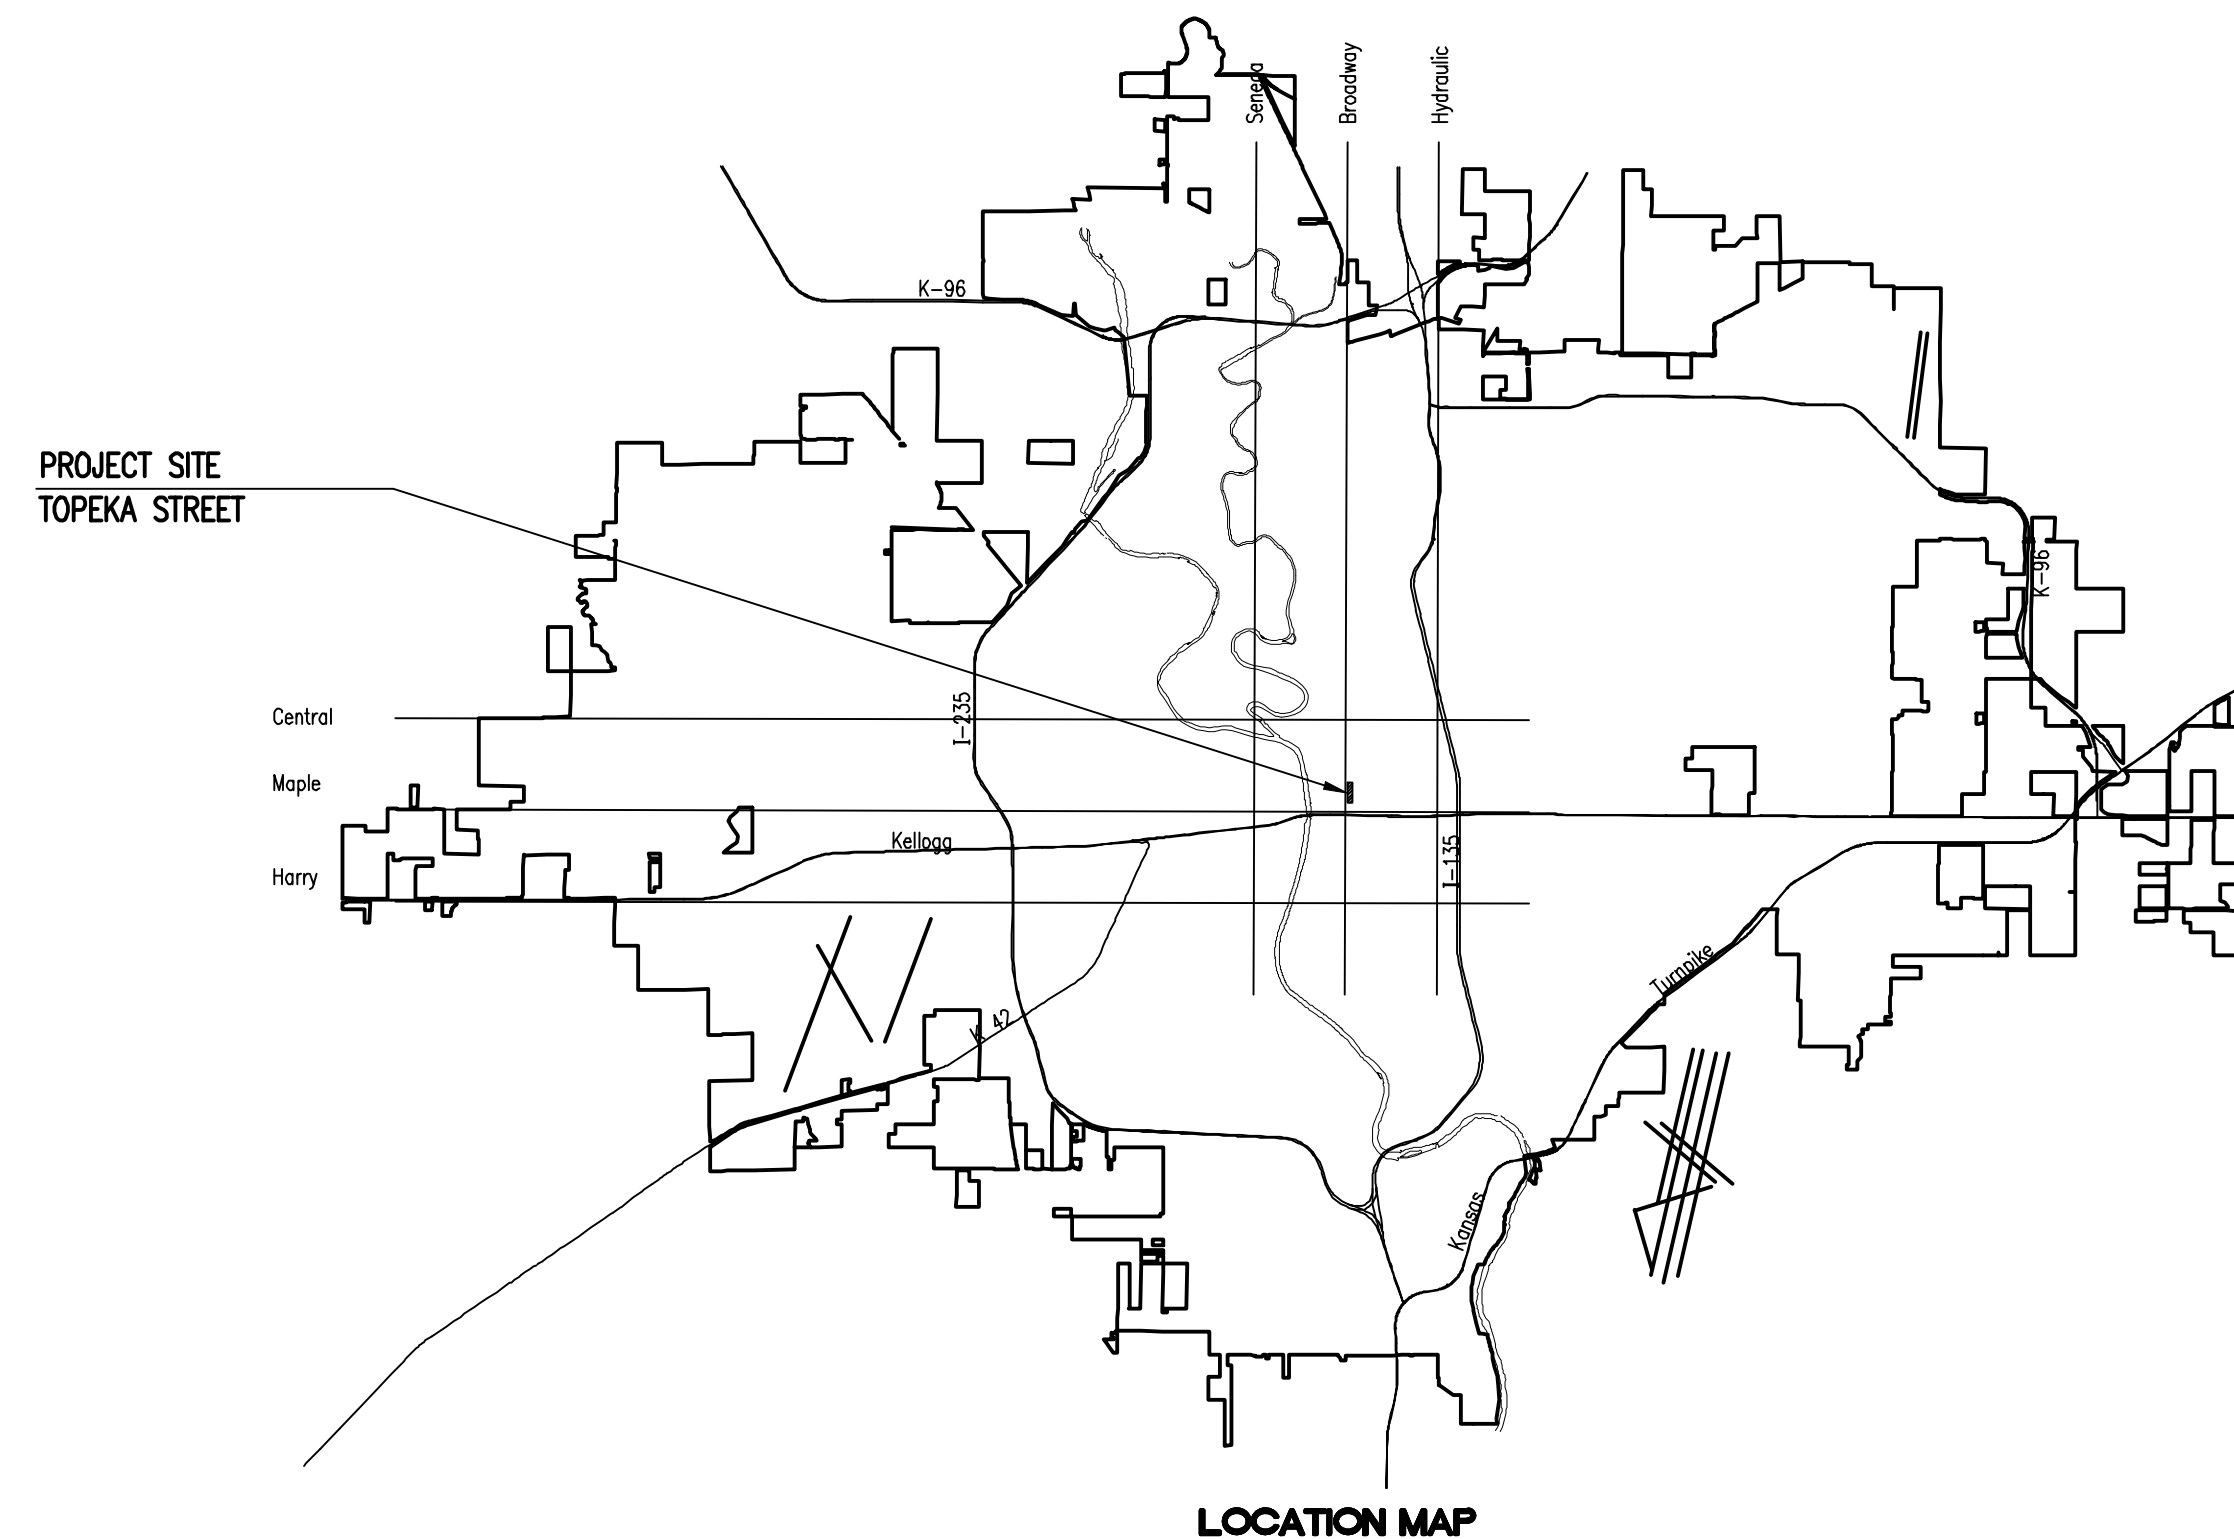 Seneca
Broadway
Hydraulic
K-96
PROJECT SITE
TOPEKA STREET
K-96
Central
I-235
Maple
Kellogg
I-135
Harry
Turnpike
K 42
Kansas
LOCATION MAP